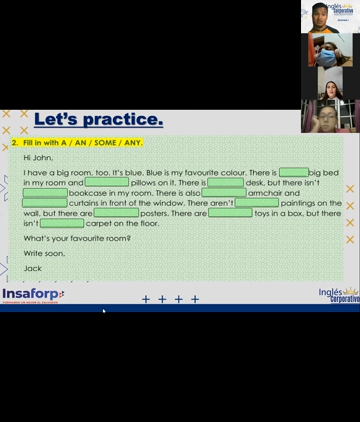 Inglés
Corporativo
Let's practice.
2. Fill in with A / AN / SOME / ANY.
Hi John,
I have a big room, too. It's blue. Blue is my favourite colour. There is big bed
in my room and pillows on it. There is desk, but there isn't
bookcase in my room. There is also armchair and
curtains in front of the window. There aren't paintings on the
wall, but there are posters. There are toys in a box, but there
isn't carpet on the floor.
What's your favourite room?
Write soon,
Jack
Insaforp
Inglés
Corporativo